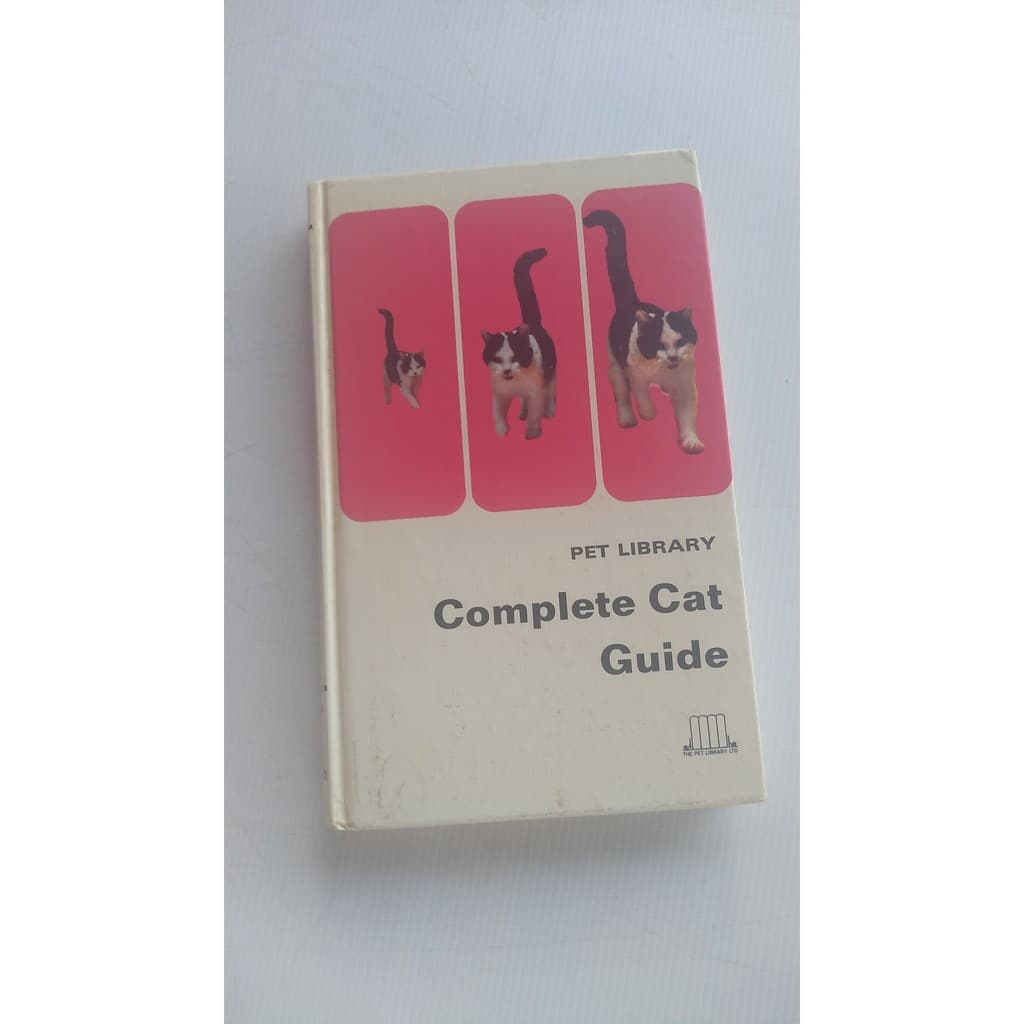 PET LIBRARY
Complete Cat
Guide
THE PET LIBRARY LTD